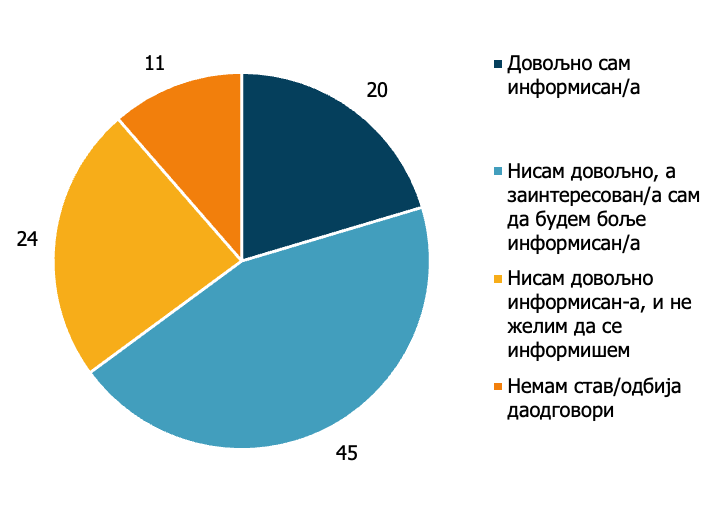 11
20
24
45
Довољно сам
информисан/а
Нисам довољно, а
заинтересован/а сам
да будем боље
информисан/а
Нисам довољно
информисан-а, и не
желим да се
информишем
Немам став/одбија
даодговори